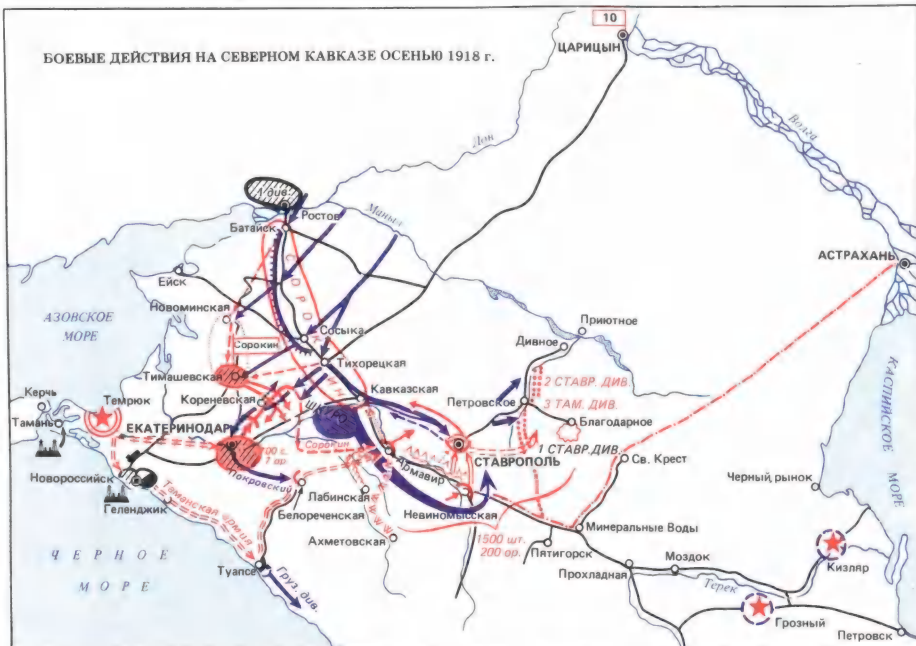 БОЕВЫЕ ДЕЙСТВИЯ НА СЕВЕРНОМ КАВКАЗЕ ОСЕНЬЮ 1918 г.
10
ЦАРИЦЫН
Волга
Дон
Маныч
див.
Ростов
Батайск
АСТРАХАНЬ
Ейск
Новоминская
АЗОВСКОЕ
МОРЕ
СОРОКИН
Сосыка
Сорокин
Приютное
Дивное
Тихорецкая
Тимашевская
2 СТАВР. ДИВ.
Кавказская
Кореневская
Петровское
3 ТАМ. ДИВ.
Керчь
Темрюк
ШКУРО
Благодарное
Тамань
ЕКАТЕРИНОДАР
Сорокин
1 СТАВР.ДИВ.
СТАВРОПОЛЬ
Покровский
Армавир
Св. Крест
КАСПИЙСКОЕ
МОРЕ
Новороссийск
Лабинская
Черный рынок
Геленджик
Таманская армия
Белореченская
Невиномысская
Минеральные Воды
Ахметовская
1500 шт.
200 ор.
Пятигорск
ЧЕРНОЕ
МОРЕ
Туапсе
Прохладная
Моздок
Кизляр
Терек
Груз. див.
Грозный
Петровск